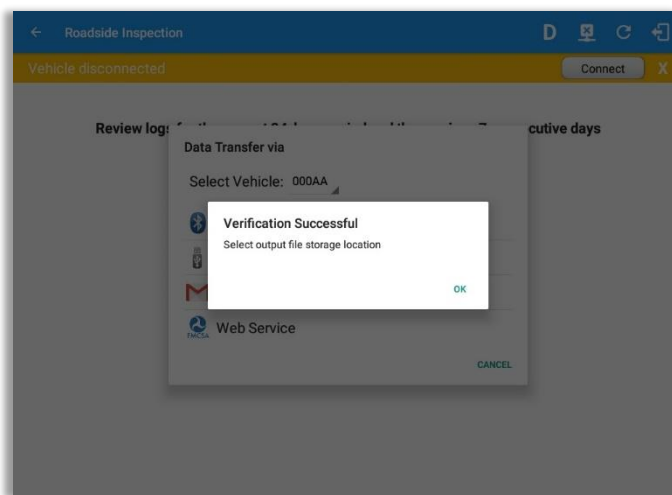 Roadside Inspection D
Vehicle disconnected Connect X
Review logs cutive days
Data Transfer via
Select Vehicle: 000AA
Verification Successful
Select output file storage location
OK
Web Service
FMCSA
CANCEL